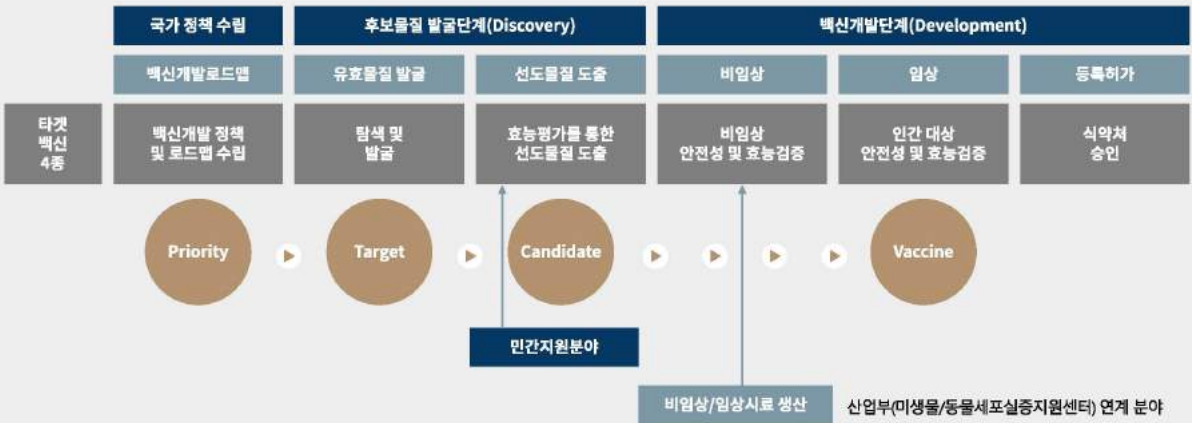 국가 정책 수립
후보물질 발굴단계(Discovery)
백신개발단계(Development)
백신개발로드맵
유효물질 발굴
선도물질 도출
비임상
임상
등록허가
타겟
백신
4종
백신개발 정책
및 로드맵 수립
탐색 및
발굴
효능평가를 통한
선도물질 도출
비임상
안전성 및 효능검증
인간 대상
안전성 및 효능검증
식약처
승인
Priority
Target
Candidate
Vaccine
민간지원분야
비임상/임상시료 생산
산업부(미생물/동물세포실증지원센터) 연계 분야